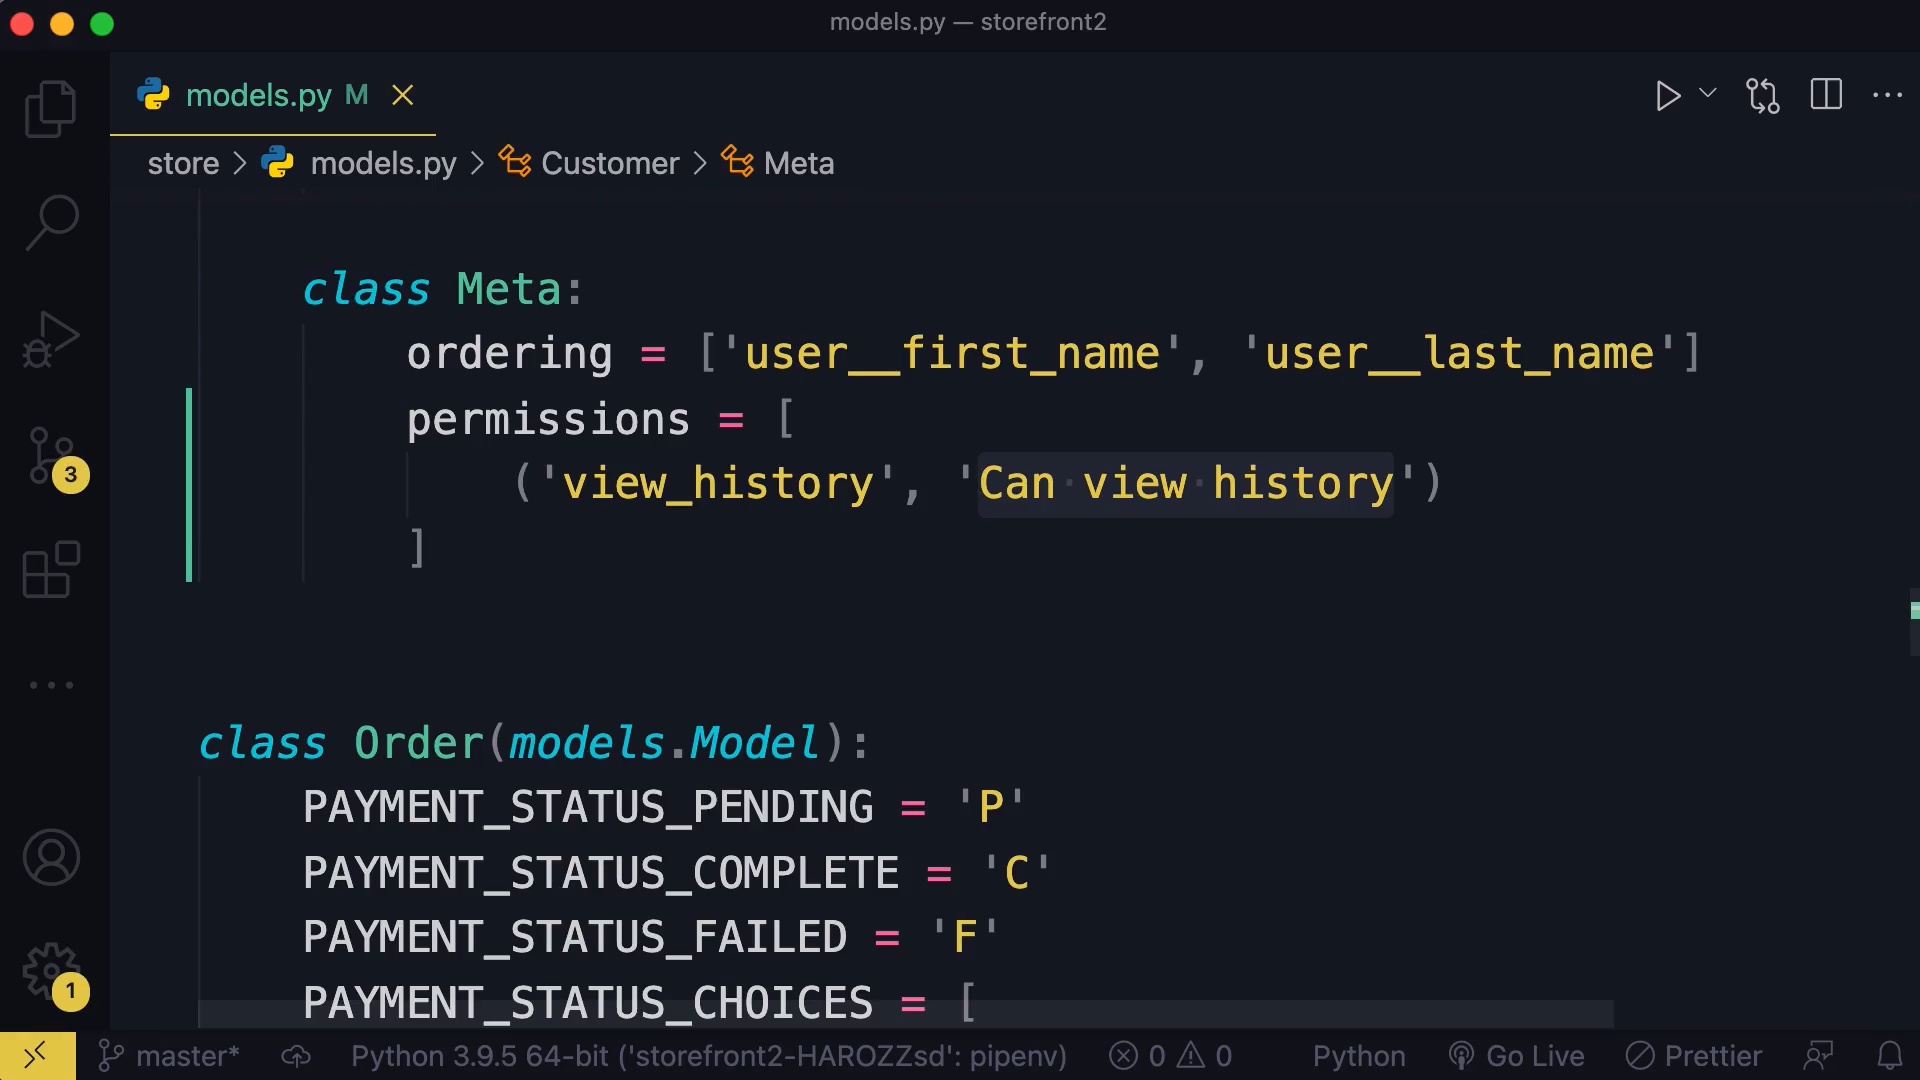 models.py — storefront2
models.py M
store > models.py > Customer > Meta
class Meta:
ordering = ['user__first_name', 'user__last_name']
permissions = [
('view_history', 'Can view history')
]
class Order(models.Model):
PAYMENT_STATUS_PENDING = 'P'
PAYMENT_STATUS_COMPLETE = 'C'
PAYMENT_STATUS_FAILED = 'F'
PAYMENT_STATUS_CHOICES = [
3
1
master* Python 3.9.5 64-bit ('storefront2-HAROZZsd': pipenv) 0 0 Python Go Live Prettier